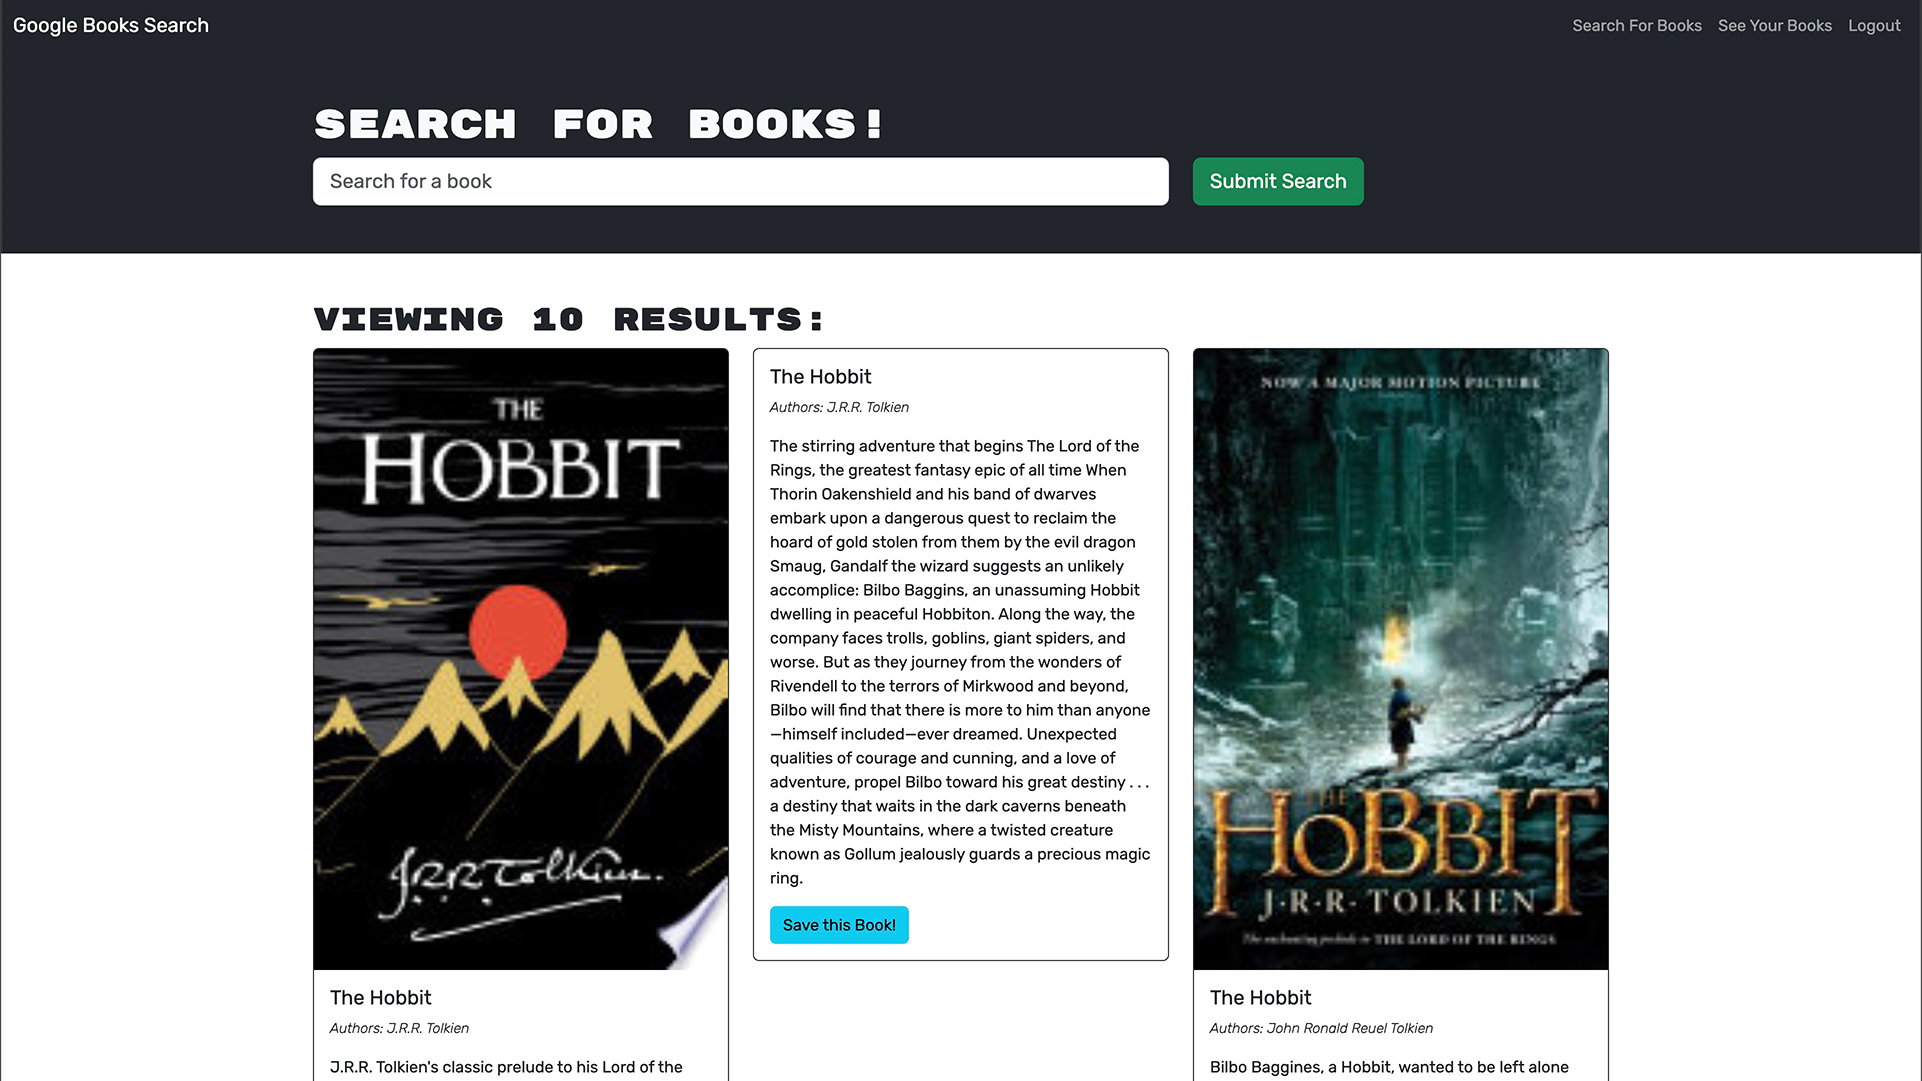 Google Books Search
Search For Books
See Your Books
Logout
SEARCH FOR BOOKS!
Search for a book
Submit Search
VIEWING 10 RESULTS:
THE
HOBBIT
J.R.R. Tolkien.
The Hobbit
Authors: J.R.R. Tolkien
J.R.R. Tolkien's classic prelude to his Lord of the
The Hobbit
Authors: J.R.R. Tolkien
The stirring adventure that begins The Lord of the
Rings, the greatest fantasy epic of all time When
Thorin Oakenshield and his band of dwarves
embark upon a dangerous quest to reclaim the
hoard of gold stolen from them by the evil dragon
Smaug, Gandalf the wizard suggests an unlikely
accomplice: Bilbo Baggins, an unassuming Hobbit
dwelling in peaceful Hobbiton. Along the way, the
company faces trolls, goblins, giant spiders, and
worse. But as they journey from the wonders of
Rivendell to the terrors of Mirkwood and beyond,
Bilbo will find that there is more to him than anyone
—himself included—ever dreamed. Unexpected
qualities of courage and cunning, and a love of
adventure, propel Bilbo toward his great destiny . . .
a destiny that waits in the dark caverns beneath
the Misty Mountains, where a twisted creature
known as Gollum jealously guards a precious magic
ring.
Save this Book!
NOW A MAJOR MOTION PICTURE
THE
HOBBIT
J·R·R·TOLKIEN
The enchanting prelude to THE LORD OF THE RINGS
The Hobbit
Authors: John Ronald Reuel Tolkien
Bilbo Baggines, a Hobbit, wanted to be left alone